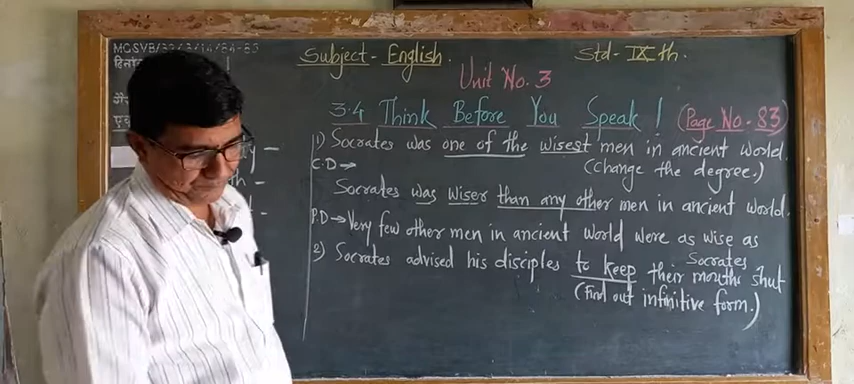 MGSVB/
Subject - English.
Std - IX th.
Unit No. 3
3.4 Think Before You Speak! (Page No - 83)
1) Socrates was one of the wisest men in ancient world.
(Change the degree.)
C.D →
Socrates was wiser than any other men in ancient world.
P.D → Very few other men in ancient world were as wise as
Socrates
2) Socrates advised his disciples to keep their mouths shut
(Find out infinitive form.)